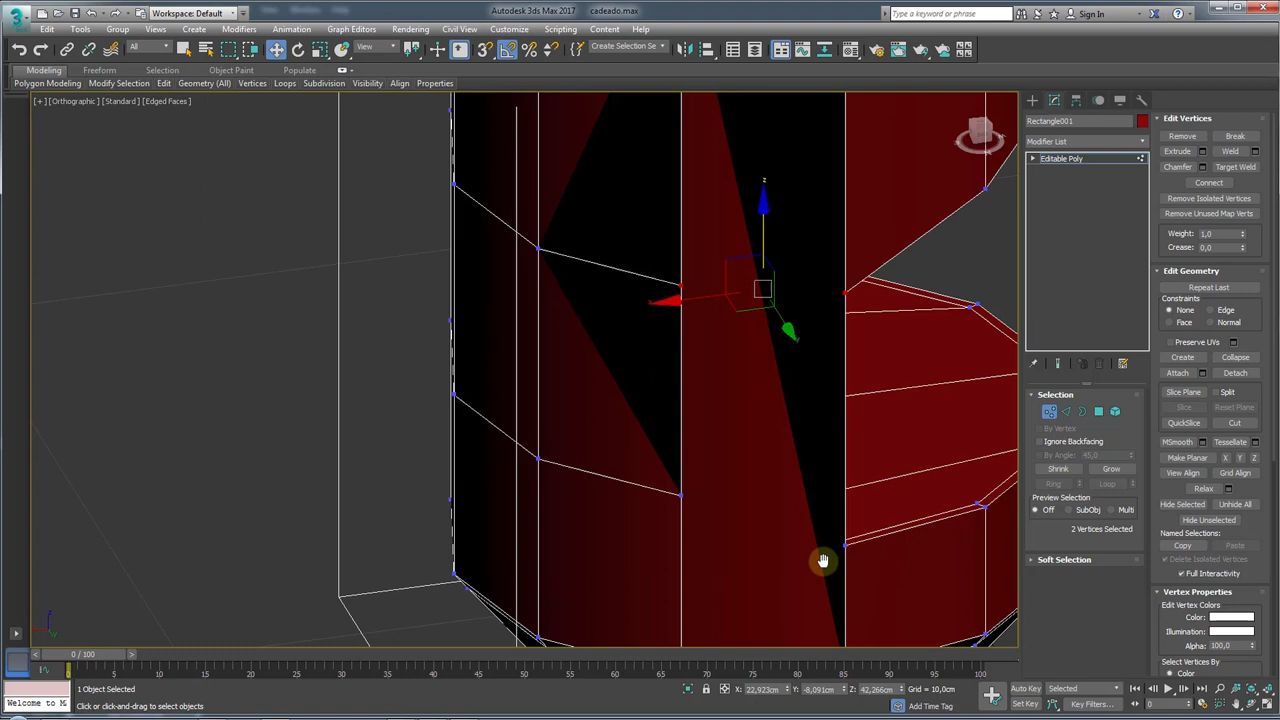 Workspace: Default
Autodesk 3ds Max 2017 cadeado.max
Type a keyword or phrase
Sign In
Edit Tools Group Views Create Modifiers Animation Graph Editors Rendering Civil View Customize Scripting Content Help
All View Create Selection Se
Modeling Freeform Selection Object Paint Populate
Polygon Modeling Modify Selection Edit Geometry (All) Vertices Loops Subdivision Visibility Align Properties
[+] [Orthographic] [Standard] [Edged Faces]
Rectangle001
Modifier List
Editable Poly
Selection
By Vertex
Ignore Backfacing
By Angle: 45,0
Shrink Grow
Ring Loop
Preview Selection
Off SubObj Multi
2 Vertices Selected
Soft Selection
Edit Vertices
Remove Break
Extrude Weld
Chamfer Target Weld
Connect
Remove Isolated Vertices
Remove Unused Map Verts
Weight: 1,0
Crease: 0,0
Edit Geometry
Repeat Last
Constraints
None Edge
Face Normal
Preserve UVs
Create Collapse
Attach Detach
Slice Plane Split
Slice Reset Plane
QuickSlice Cut
MSmooth Tessellate
Make Planar X Y Z
View Align Grid Align
Relax
Hide Selected Unhide All
Hide Unselected
Named Selections:
Copy Paste
Delete Isolated Vertices
Full Interactivity
Vertex Properties
Edit Vertex Colors
Color:
Illumination:
Alpha: 100,0
Select Vertices By
Color
z
0 / 100
0 5 10 15 20 25 30 35 40 45 50 55 60 65 70 75 80 85 90 95 100
Welcome to M
1 Object Selected
Click or click-and-drag to select objects
X: 22,923cm Y: -8,091cm Z: 42,266cm Grid = 10,0cm
Add Time Tag
Auto Key Selected
Set Key Key Filters...
0